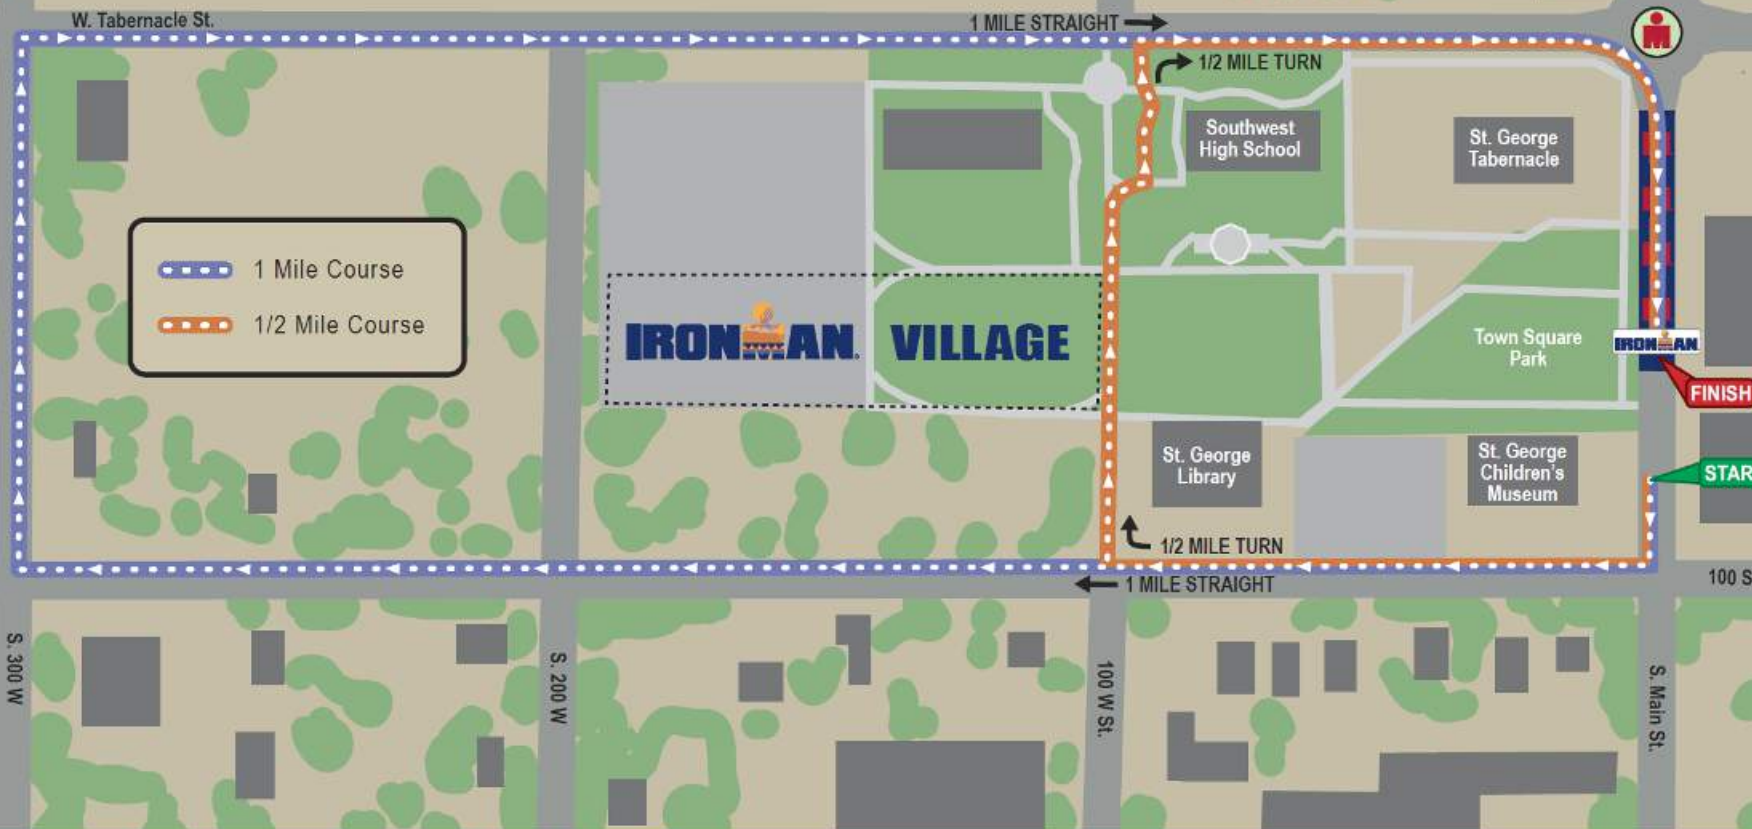 W. Tabernacle St.
1 MILE STRAIGHT
1/2 MILE TURN
Southwest
High School
St. George
Tabernacle
1 Mile Course
1/2 Mile Course
IRONMAN® VILLAGE
Town Square
Park
IRONMAN
FINISH
St. George
Library
St. George
Children's
Museum
STAR
1/2 MILE TURN
1 MILE STRAIGHT
100 S
S. 300 W
S. 200 W
100 W St.
S. Main St.